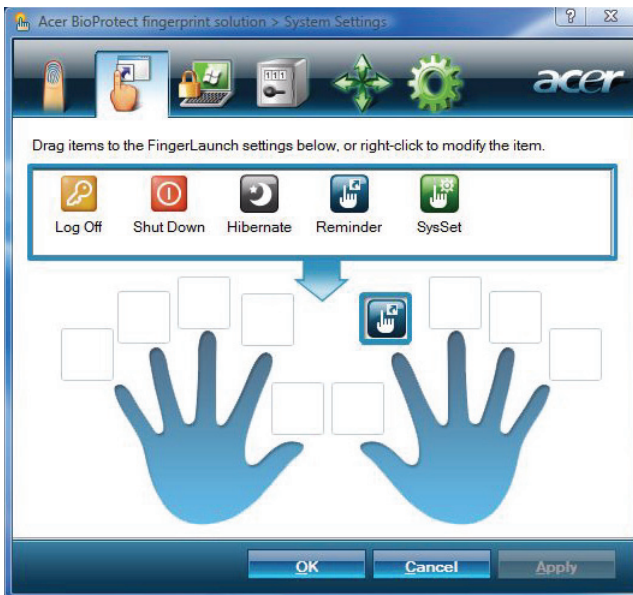 Acer BioProtect fingerprint solution > System Settings
acer
Drag items to the FingerLaunch settings below, or right-click to modify the item.
Log Off Shut Down Hibernate Reminder SysSet
OK Cancel Apply